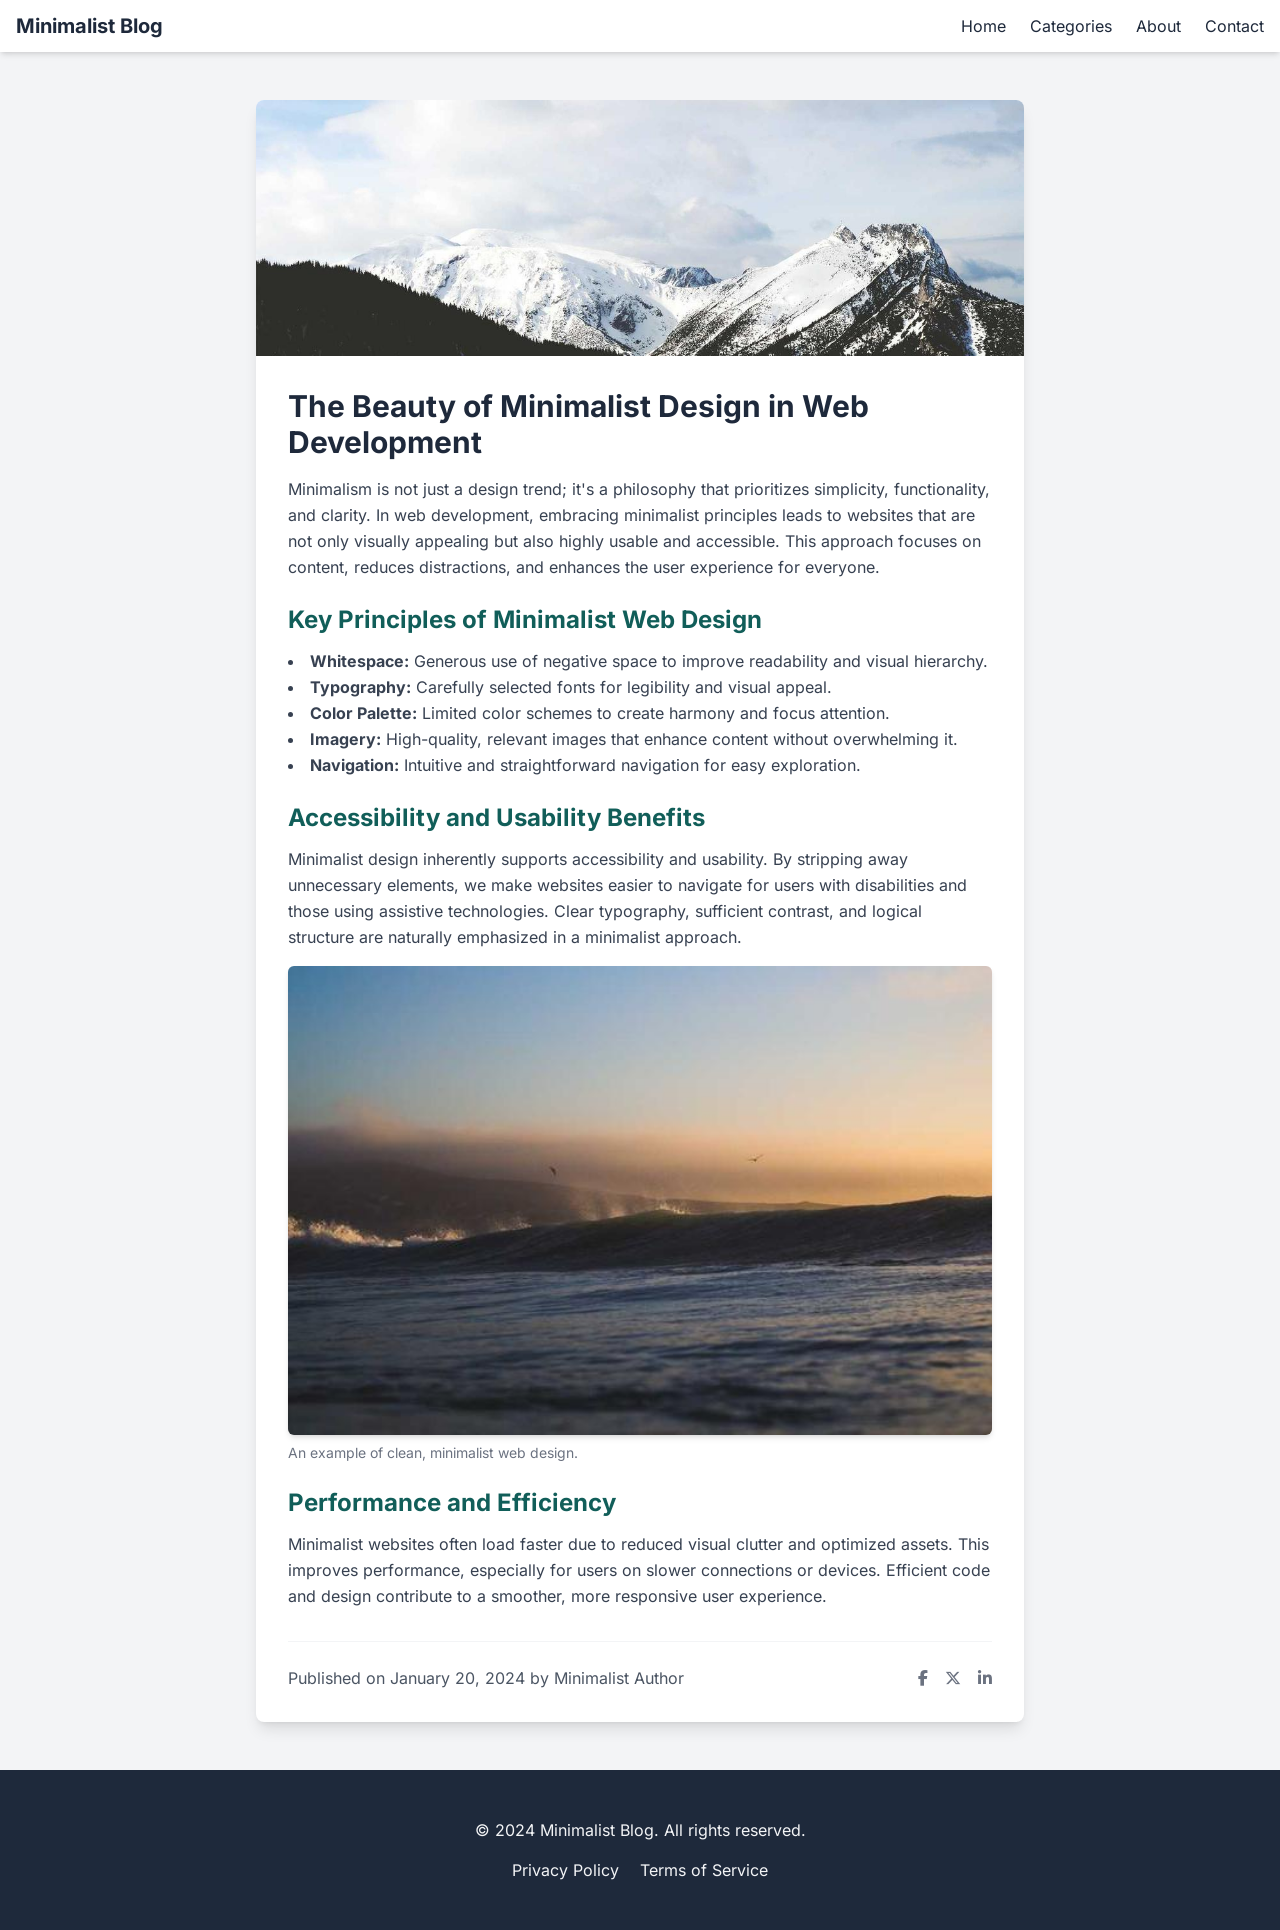 Minimalist Blog
Home Categories About Contact
The Beauty of Minimalist Design in Web
Development
Minimalism is not just a design trend; it's a philosophy that prioritizes simplicity, functionality,
and clarity. In web development, embracing minimalist principles leads to websites that are
not only visually appealing but also highly usable and accessible. This approach focuses on
content, reduces distractions, and enhances the user experience for everyone.
Key Principles of Minimalist Web Design
• Whitespace: Generous use of negative space to improve readability and visual hierarchy.
• Typography: Carefully selected fonts for legibility and visual appeal.
• Color Palette: Limited color schemes to create harmony and focus attention.
• Imagery: High-quality, relevant images that enhance content without overwhelming it.
• Navigation: Intuitive and straightforward navigation for easy exploration.
Accessibility and Usability Benefits
Minimalist design inherently supports accessibility and usability. By stripping away
unnecessary elements, we make websites easier to navigate for users with disabilities and
those using assistive technologies. Clear typography, sufficient contrast, and logical
structure are naturally emphasized in a minimalist approach.
An example of clean, minimalist web design.
Performance and Efficiency
Minimalist websites often load faster due to reduced visual clutter and optimized assets. This
improves performance, especially for users on slower connections or devices. Efficient code
and design contribute to a smoother, more responsive user experience.
Published on January 20, 2024 by Minimalist Author
© 2024 Minimalist Blog. All rights reserved.
Privacy Policy Terms of Service